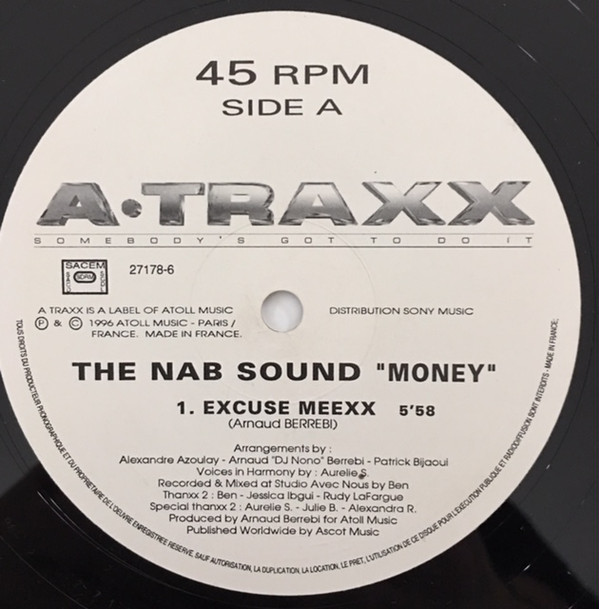 45 RPM
SIDE A
A•TRAXX
SOMEBODY'S GOT TO DO IT
SACEM
27178-6
A TRAXX IS A LABEL OF ATOLL MUSIC
DISTRIBUTION SONY MUSIC
Ⓟ & © 1996 ATOLL MUSIC - PARIS /
FRANCE. MADE IN FRANCE.
THE NAB SOUND "MONEY"
1. EXCUSE MEEXX 5'58
(Arnaud BERREBI)
Arrangements by :
Alexandre Azoulay - Arnaud "DJ Nono" Berrebi - Patrick Bijaoui
Voices in Harmony by : Aurelie S.
Recorded & Mixed at Studio Avec Nous by Ben
Thanxx 2 : Ben - Jessica Ibgui - Rudy LaFargue
Special thanxx 2 : Aurelie S. - Julie B. - Alexandra R.
Produced by Arnaud Berrebi for Atoll Music
Published Worldwide by Ascot Music
TOUS DROITS DU PRODUCTEUR PHONOGRAPHIQUE ET DU PROPRIETAIRE DE L'OEUVRE ENREGISTREE RESERVE, SAUF AUTORISATION, LA DUPLICATION, LA LOCATION, LE PRET, L'UTILISATION DE CE DISQUE POUR L'EXECUTION PUBLIQUE ET RADIODIFFUSION SONT INTERDITS - MADE IN FRANCE